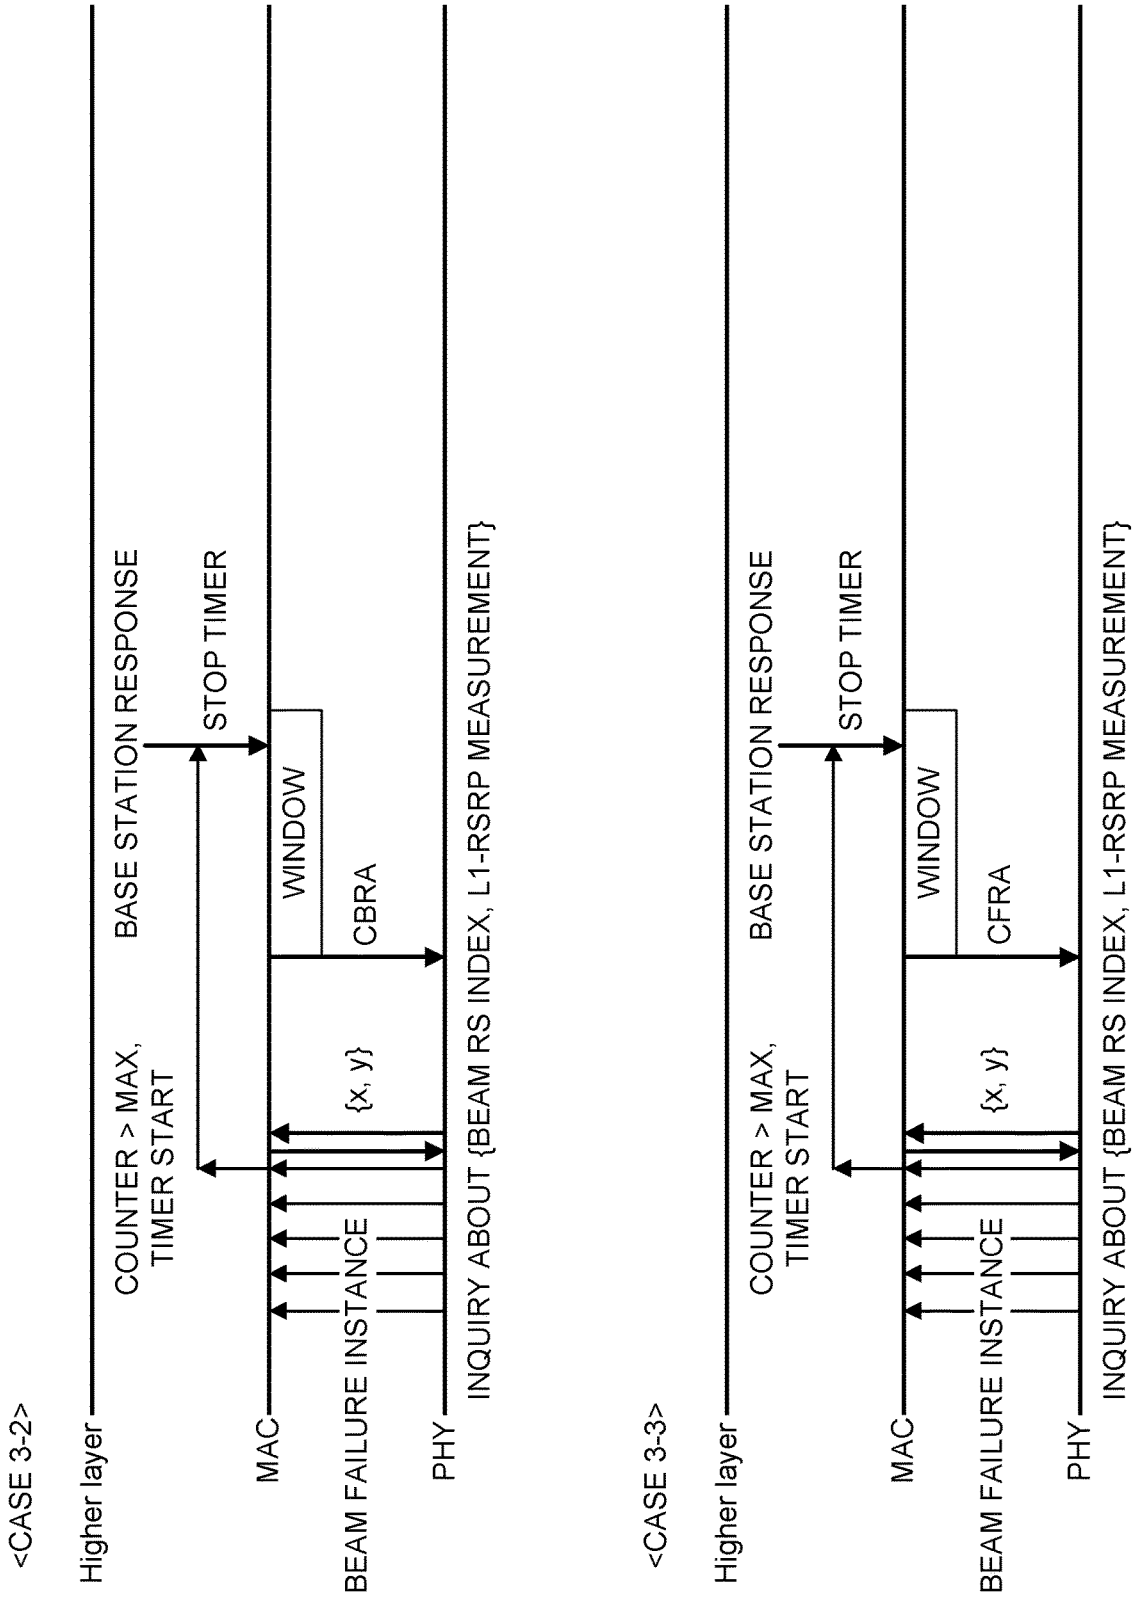 <CASE 3-2>
Higher layer
COUNTER > MAX,
TIMER START
BASE STATION RESPONSE
STOP TIMER
MAC
WINDOW
BEAM FAILURE INSTANCE
{x, y}
CBRA
PHY
INQUIRY ABOUT {BEAM RS INDEX, L1-RSRP MEASUREMENT}
<CASE 3-3>
Higher layer
COUNTER > MAX,
TIMER START
BASE STATION RESPONSE
STOP TIMER
MAC
WINDOW
BEAM FAILURE INSTANCE
{x, y}
CFRA
PHY
INQUIRY ABOUT {BEAM RS INDEX, L1-RSRP MEASUREMENT}